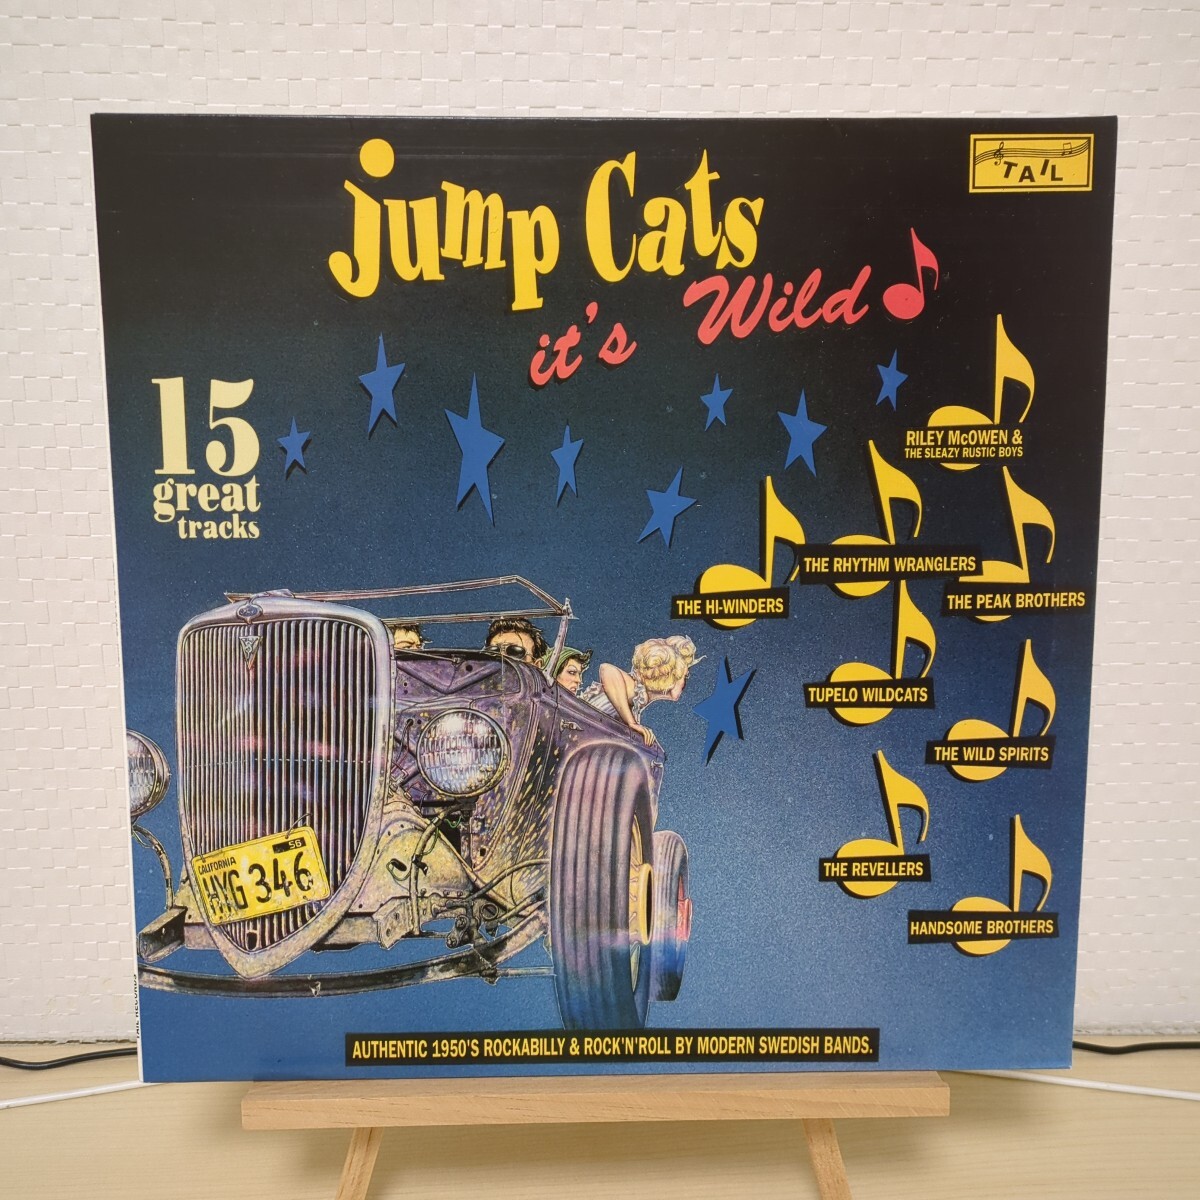 TAIL
jump Cats
it's Wild
15
great
tracks
RILEY McOWEN &
THE SLEAZY RUSTIC BOYS
THE RHYTHM WRANGLERS
THE HI-WINDERS
THE PEAK BROTHERS
TUPELO WILDCATS
THE WILD SPIRITS
THE REVELLERS
HANDSOME BROTHERS
CALIFORNIA 56
HYG 346
TAIL RECORDS
AUTHENTIC 1950'S ROCKABILLY & ROCK'N'ROLL BY MODERN SWEDISH BANDS.